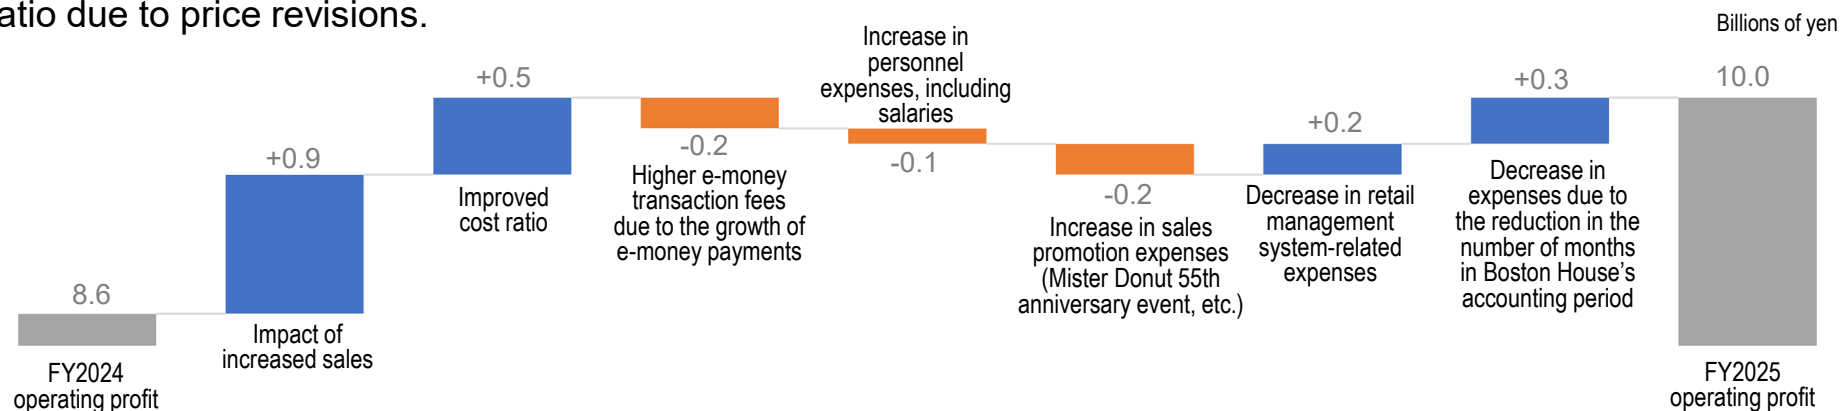 atio due to price revisions.
Billions of yen
8.6
FY2024
operating profit
+0.9
Impact of
increased sales
+0.5
Improved
cost ratio
-0.2
Higher e-money
transaction fees
due to the growth of
e-money payments
Increase in
personnel
expenses, including
salaries
-0.1
-0.2
Increase in sales
promotion expenses
(Mister Donut 55th
anniversary event, etc.)
+0.2
Decrease in retail
management
system-related
expenses
+0.3
Decrease in
expenses due to
the reduction in the
number of months
in Boston House’s
accounting period
10.0
FY2025
operating profit